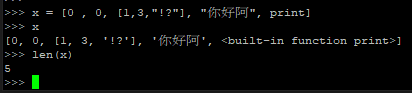 >>> x = [0 , 0, [1,3,"!?"], "你好阿", print]
>>> x
[0, 0, [1, 3, '!?'], '你好阿', <built-in function print>]
>>> len(x)
5
>>>